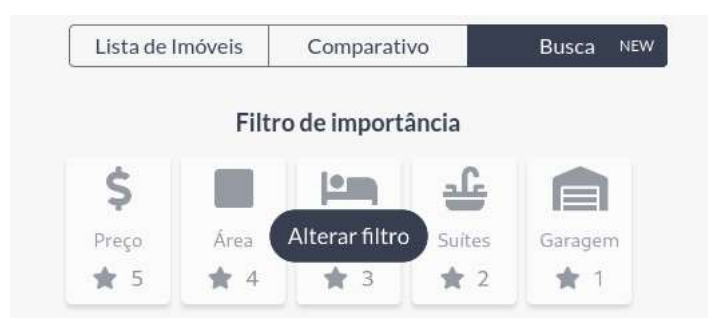 Lista de Imóveis
Comparativo
Busca NEW
Filtro de importância
Preço
Área
Alterar filtro
Suítes
Garagem
5
4
3
2
1